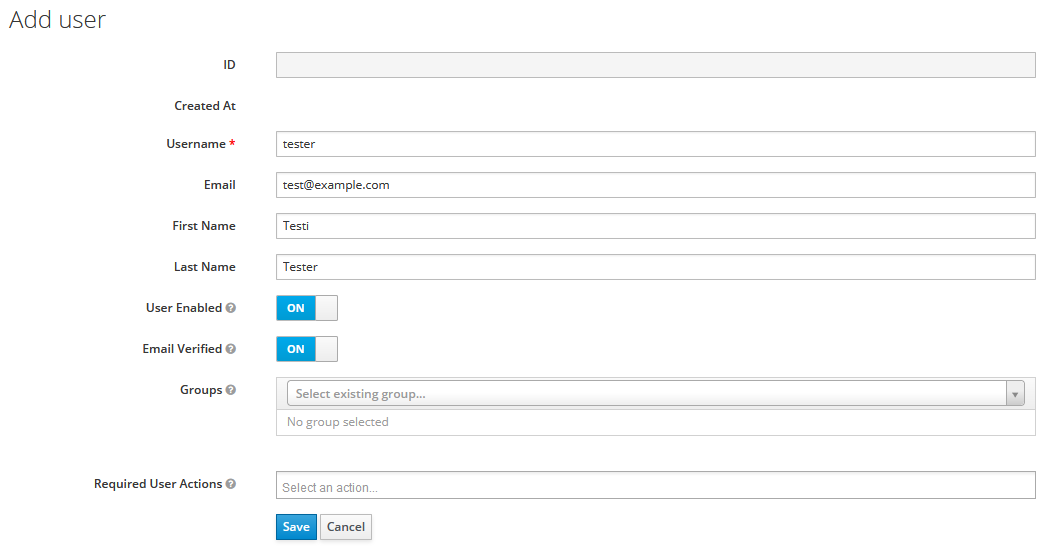 Add user
ID
Created At
Username * tester
Email test@example.com
First Name Testi
Last Name Tester
User Enabled ON
Email Verified ON
Groups Select existing group...
No group selected
Required User Actions Select an action...
Save Cancel